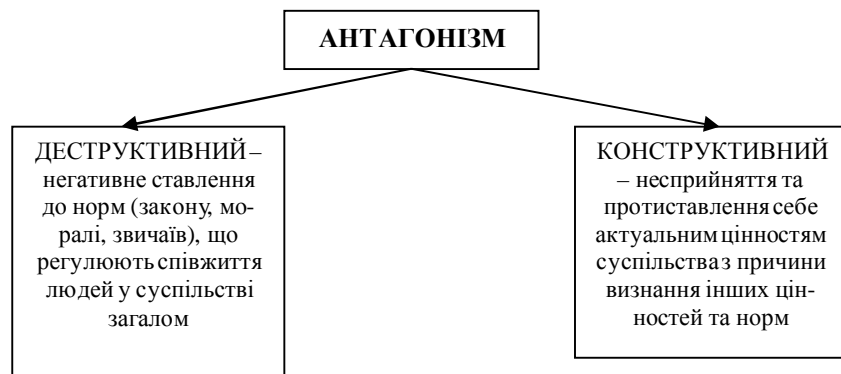 АНТАГОНІЗМ
ДЕСТРУКТИВНИЙ –
негативне ставлення
до норм (закону, мо-
ралі, звичаїв), що
регулюють співжиття
людей у суспільстві
загалом
КОНСТРУКТИВНИЙ
– несприйняття та
протиставлення себе
актуальним цінностям
суспільства з причини
визнання інших цін-
ностей та норм